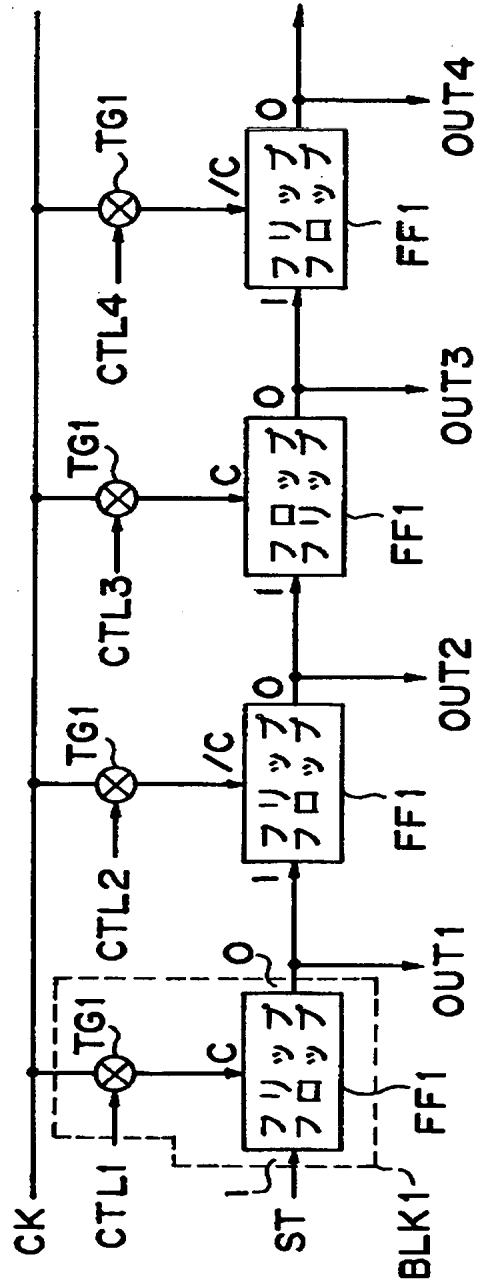 CK
TG1
TG1
TG1
TG1
CTL1
CTL2
CTL3
CTL4
C
/C
C
/C
ST
I
フリップ
フロップ
O
I
フリップ
フロップ
O
I
フロップ
フリップ
O
I
フリップ
フロップ
O
FF1
FF1
FF1
FF1
BLK1
OUT1
OUT2
OUT3
OUT4